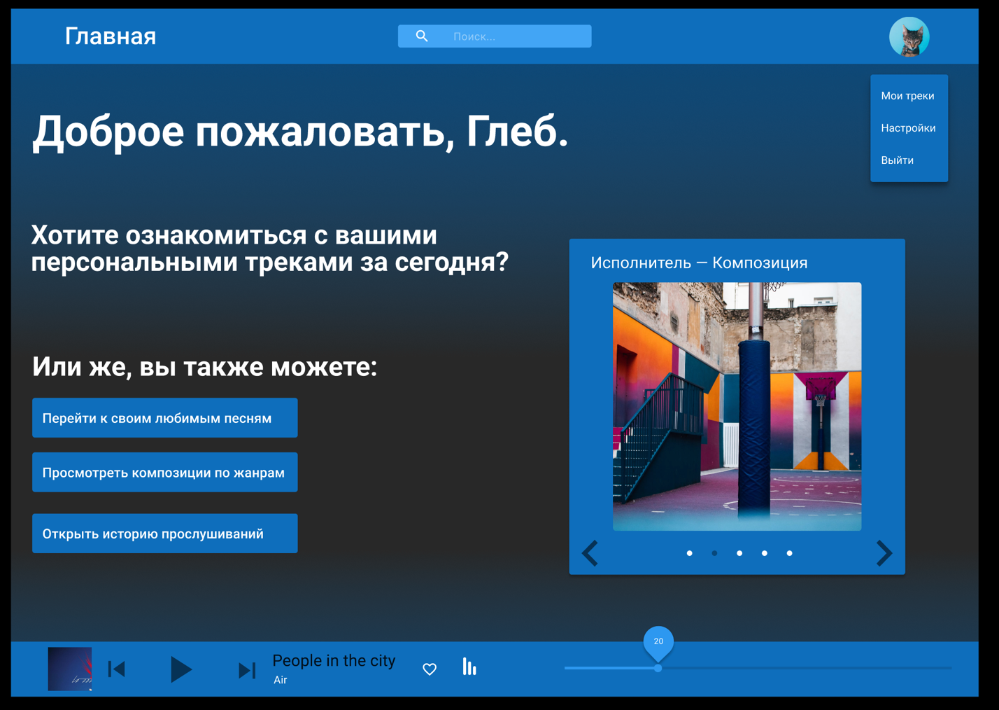 Главная
Поиск...
Мои треки
Настройки
Выйти
Доброе пожаловать, Глеб.
Хотите ознакомиться с вашими
персональными треками за сегодня?
Исполнитель — Композиция
Или же, вы также можете:
Перейти к своим любимым песням
Просмотреть композиции по жанрам
Открыть историю прослушиваний
People in the city
Air
20